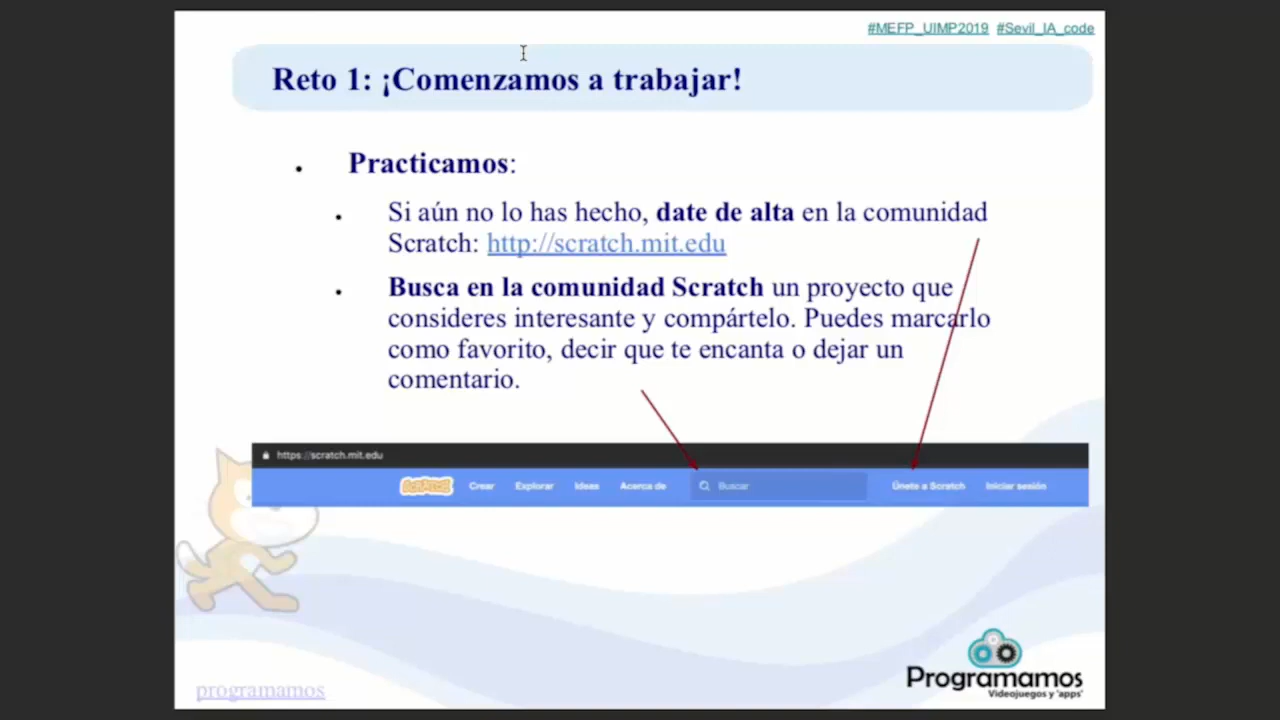 #MEFP_UIMP2019 #Sevil_IA_code
Reto 1: ¡Comenzamos a trabajar!
• Practicamos:
• Si aún no lo has hecho, date de alta en la comunidad
Scratch: http://scratch.mit.edu
• Busca en la comunidad Scratch un proyecto que
consideres interesante y compártelo. Puedes marcarlo
como favorito, decir que te encanta o dejar un
comentario.
https://scratch.mit.edu
SCRATCH Crear Explorar Ideas Acerca de Buscar Únete a Scratch Iniciar sesión
programamos
Programamos
Videojuegos y 'apps'